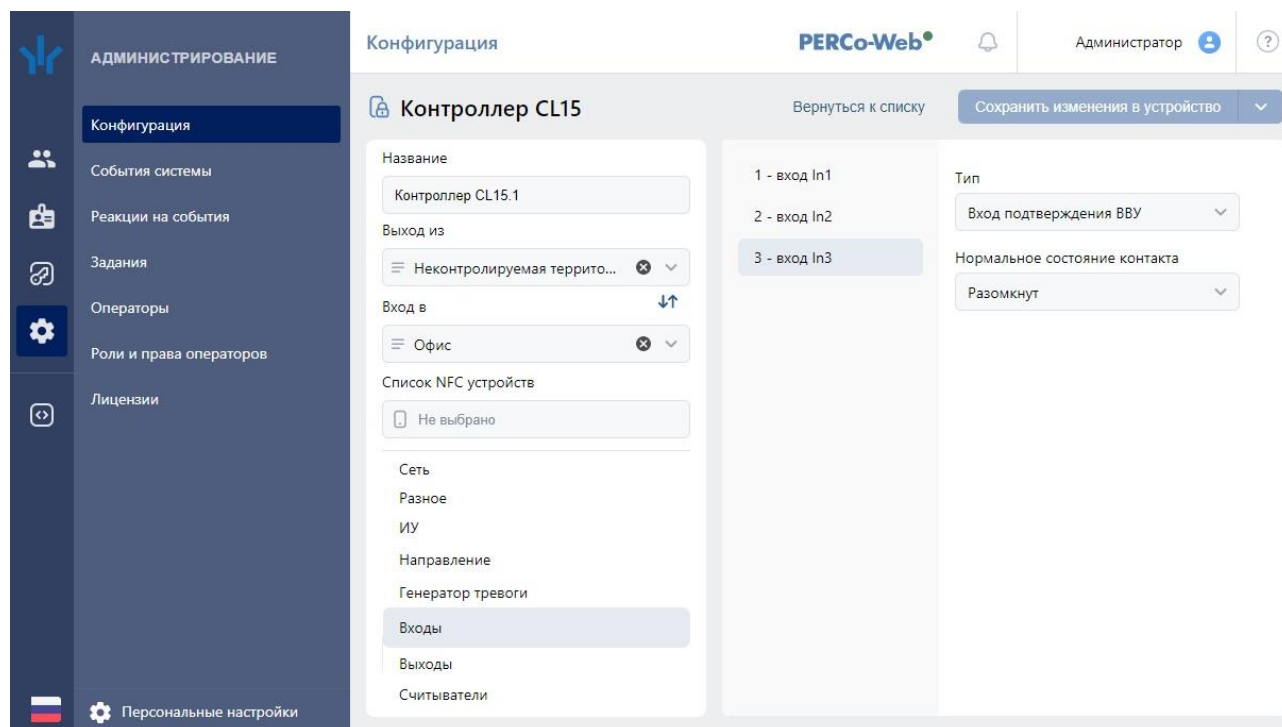 АДМИНИСТРИРОВАНИЕ
Конфигурация
События системы
Реакции на события
Задания
Операторы
Роли и права операторов
Лицензии
Персональные настройки
Конфигурация
PERCo-Web
Администратор
?
Контроллер CL15
Вернуться к списку
Сохранить изменения в устройство
Название
Контроллер CL15.1
Выход из
Неконтролируемая террито...
Вход в
Офис
Список NFC устройств
Не выбрано
Сеть
Разное
ИУ
Направление
Генератор тревоги
Входы
Выходы
Считыватели
1 - вход In1
2 - вход In2
3 - вход In3
Тип
Вход подтверждения ВВУ
Нормальное состояние контакта
Разомкнут